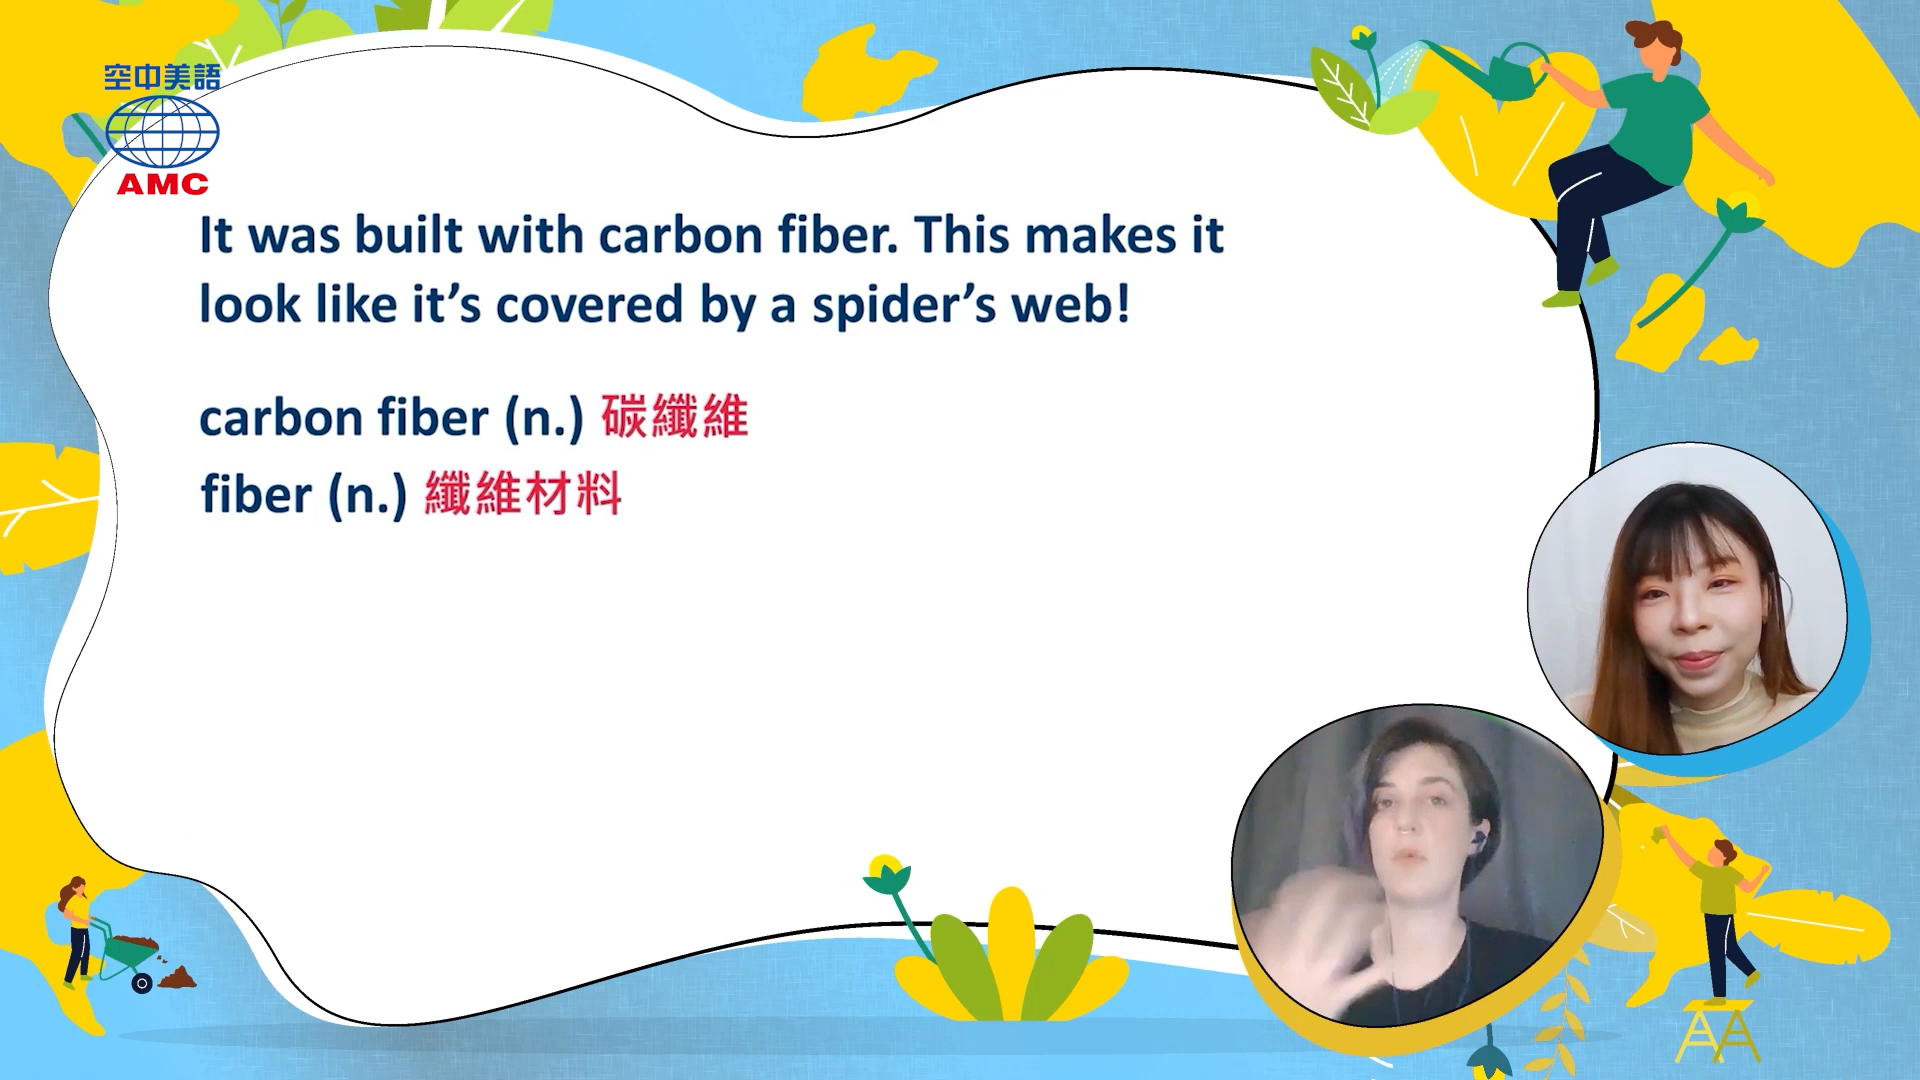 空中美語
AMC
It was built with carbon fiber. This makes it
look like it’s covered by a spider’s web!
carbon fiber (n.) 碳纖維
fiber (n.) 纖維材料